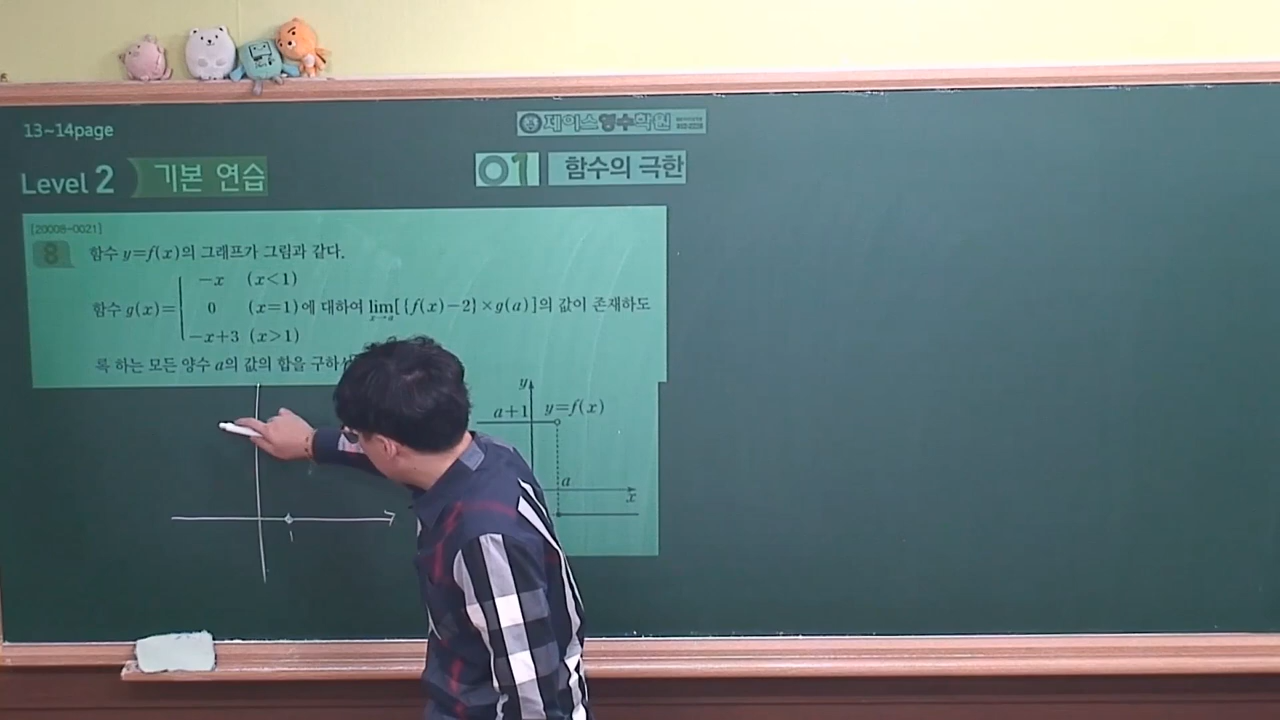 13~14page
제이스영수학원
Level 2 기본 연습
01 함수의 극한
[20008-0021]
8 함수 y=f(x)의 그래프가 그림과 같다.
-x (x<1)
함수 g(x)= 0 (x=1)에 대하여 lim[{f(x)-2}×g(a)]의 값이 존재하도
x→a
-x+3 (x>1)
록 하는 모든 양수 a의 값의 합을 구하
y
a+1 y=f(x)
a
x
1